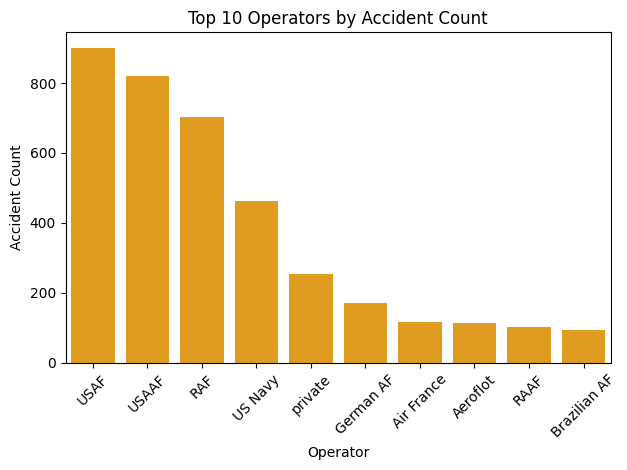 Top 10 Operators by Accident Count
Accident Count
800
600
400
200
0
USAF
USAAF
RAF
US Navy
private
German AF
Air France
Aeroflot
RAAF
Brazilian AF
Operator